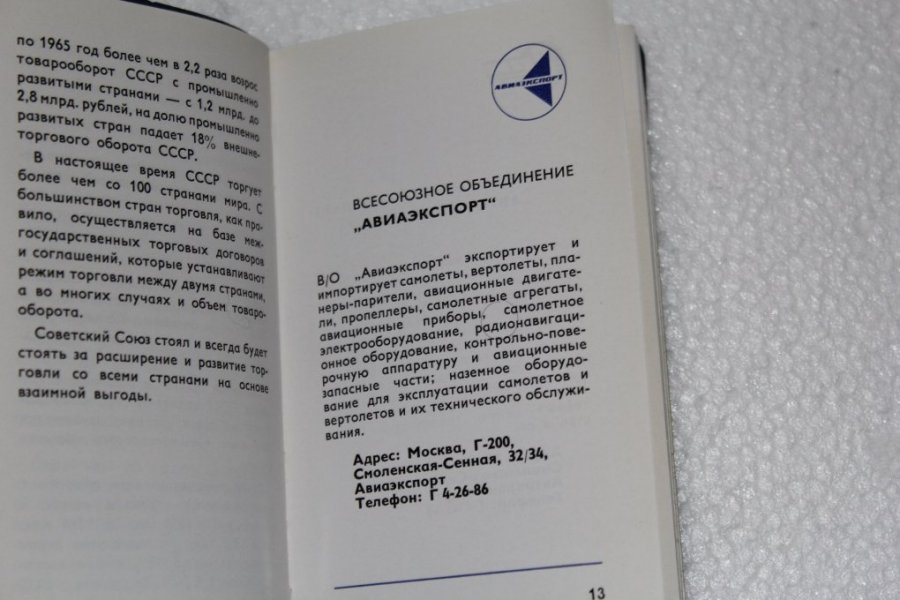 по 1965 год более чем в 2,2 раза возрос
товарооборот СССР с промышленно
развитыми странами — с 1,2 млрд. до
2,8 млрд. рублей, на долю промышленно
развитых стран падает 18% внешне-
торгового оборота СССР.
В настоящее время СССР торгует
более чем со 100 странами мира. С
большинством стран торговля, как пра-
вило, осуществляется на базе меж-
государственных торговых договоров
и соглашений, которые устанавливают
режим торговли между двумя странами,
а во многих случаях и объем товаро-
оборота.
Советский Союз стоял и всегда будет
стоять за расширение и развитие тор-
говли со всеми странами на основе
взаимной выгоды.
АВИАЭКСПОРТ
ВСЕСОЮЗНОЕ ОБЪЕДИНЕНИЕ
„АВИАЭКСПОРТ“
В/О „Авиаэкспорт“ экспортирует и
импортирует самолеты, вертолеты, пла-
неры-парители, авиационные двигате-
ли, пропеллеры, самолетные агрегаты,
авиационные приборы, самолетное
электрооборудование, радионавигаци-
онное оборудование, контрольно-пове-
рочную аппаратуру и авиационные
запасные части; наземное оборудо-
вание для эксплуатации самолетов и
вертолетов и их технического обслужи-
вания.
Адрес: Москва, Г-200,
Смоленская-Сенная, 32/34,
Авиаэкспорт
Телефон: Г 4-26-86
13